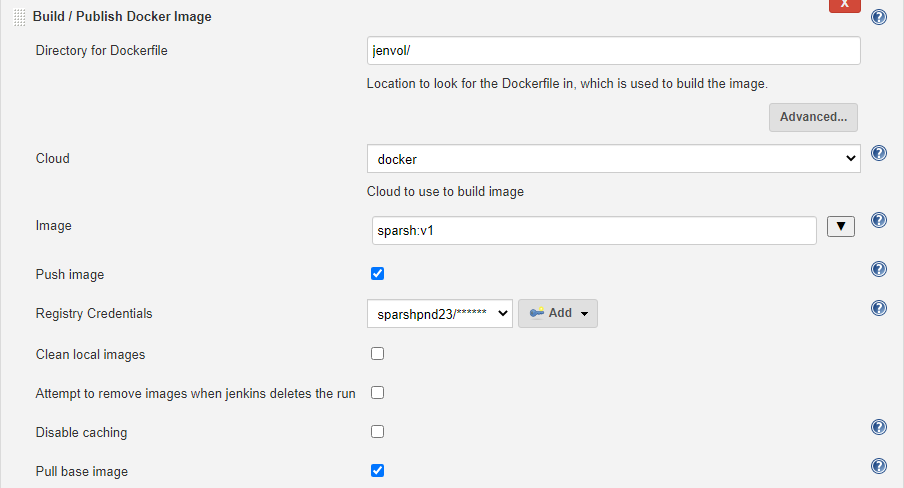 X
Build / Publish Docker Image
?
Directory for Dockerfile
jenvol/
Location to look for the Dockerfile in, which is used to build the image.
Advanced...
Cloud
docker
?
Cloud to use to build image
Image
sparsh:v1
▼
?
Push image
?
Registry Credentials
sparshpnd23/******
Add
?
Clean local images
Attempt to remove images when jenkins deletes the run
Disable caching
?
Pull base image
?